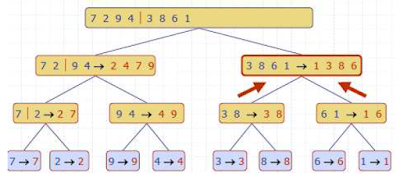 7 2 9 4 | 3 8 6 1
7 2 | 9 4 → 2 4 7 9
3 8 6 1 → 1 3 8 6
7 | 2 → 2 7
9 4 → 4 9
3 8 → 3 8
6 1 → 1 6
7 → 7
2 → 2
9 → 9
4 → 4
3 → 3
8 → 8
6 → 6
1 → 1